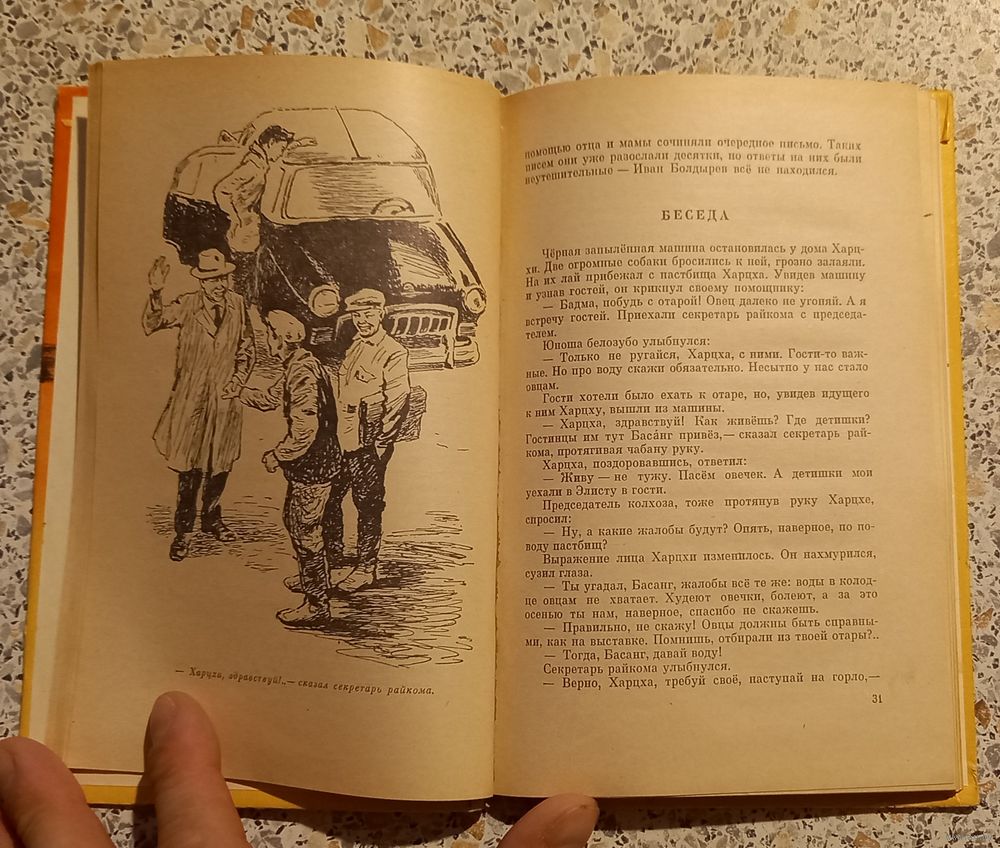 — Харцха, здравствуй!..— сказал секретарь райкома.
помощью отца и мамы сочиняли очередное письмо. Таких
писем они уже разослали десятки, но ответы на них были
неутешительные — Иван Болдырев всё не находился.
БЕСЕДА
Чёрная запылённая машина остановилась у дома Харц-
хи. Две огромные собаки бросились к ней, грозно залаяли.
На их лай прибежал с пастбища Харцха. Увидев машину
и узнав гостей, он крикнул своему помощнику:
— Бадма, побудь с отарой! Овец далеко не угоняй. А я
встречу гостей. Приехали секретарь райкома с председа-
телем.
Юноша белозубо улыбнулся:
— Только не ругайся, Харцха, с ними. Гости-то важ-
ные. Но про воду скажи обязательно. Несытно у нас стало
овцам.
Гости хотели было ехать к отаре, но, увидев идущего
к ним Харцху, вышли из машины.
— Харцха, здравствуй! Как живёшь? Где детишки?
Гостинцы им тут Баса́нг привёз,— сказал секретарь рай-
кома, протягивая чабану руку.
Харцха, поздоровавшись, ответил:
— Живу — не тужу. Пасём овечек. А детишки мои
уехали в Элисту в гости.
Председатель колхоза, тоже протянув руку Харцхе,
спросил:
— Ну, а какие жалобы будут? Опять, наверное, по по-
воду пастбищ?
Выражение лица Харцхи изменилось. Он нахмурился,
сузил глаза.
— Ты угадал, Басанг, жалобы всё те же: воды в колод-
це овцам не хватает. Худеют овечки, болеют, а за это
осенью ты нам, наверное, спасибо не скажешь.
— Правильно, не скажу! Овцы должны быть справны-
ми, как на выставке. Помнишь, отбирали из твоей отары?..
— Тогда, Басанг, давай воду!
Секретарь райкома улыбнулся.
— Верно, Харцха, требуй своё, наступай на горло,—
31